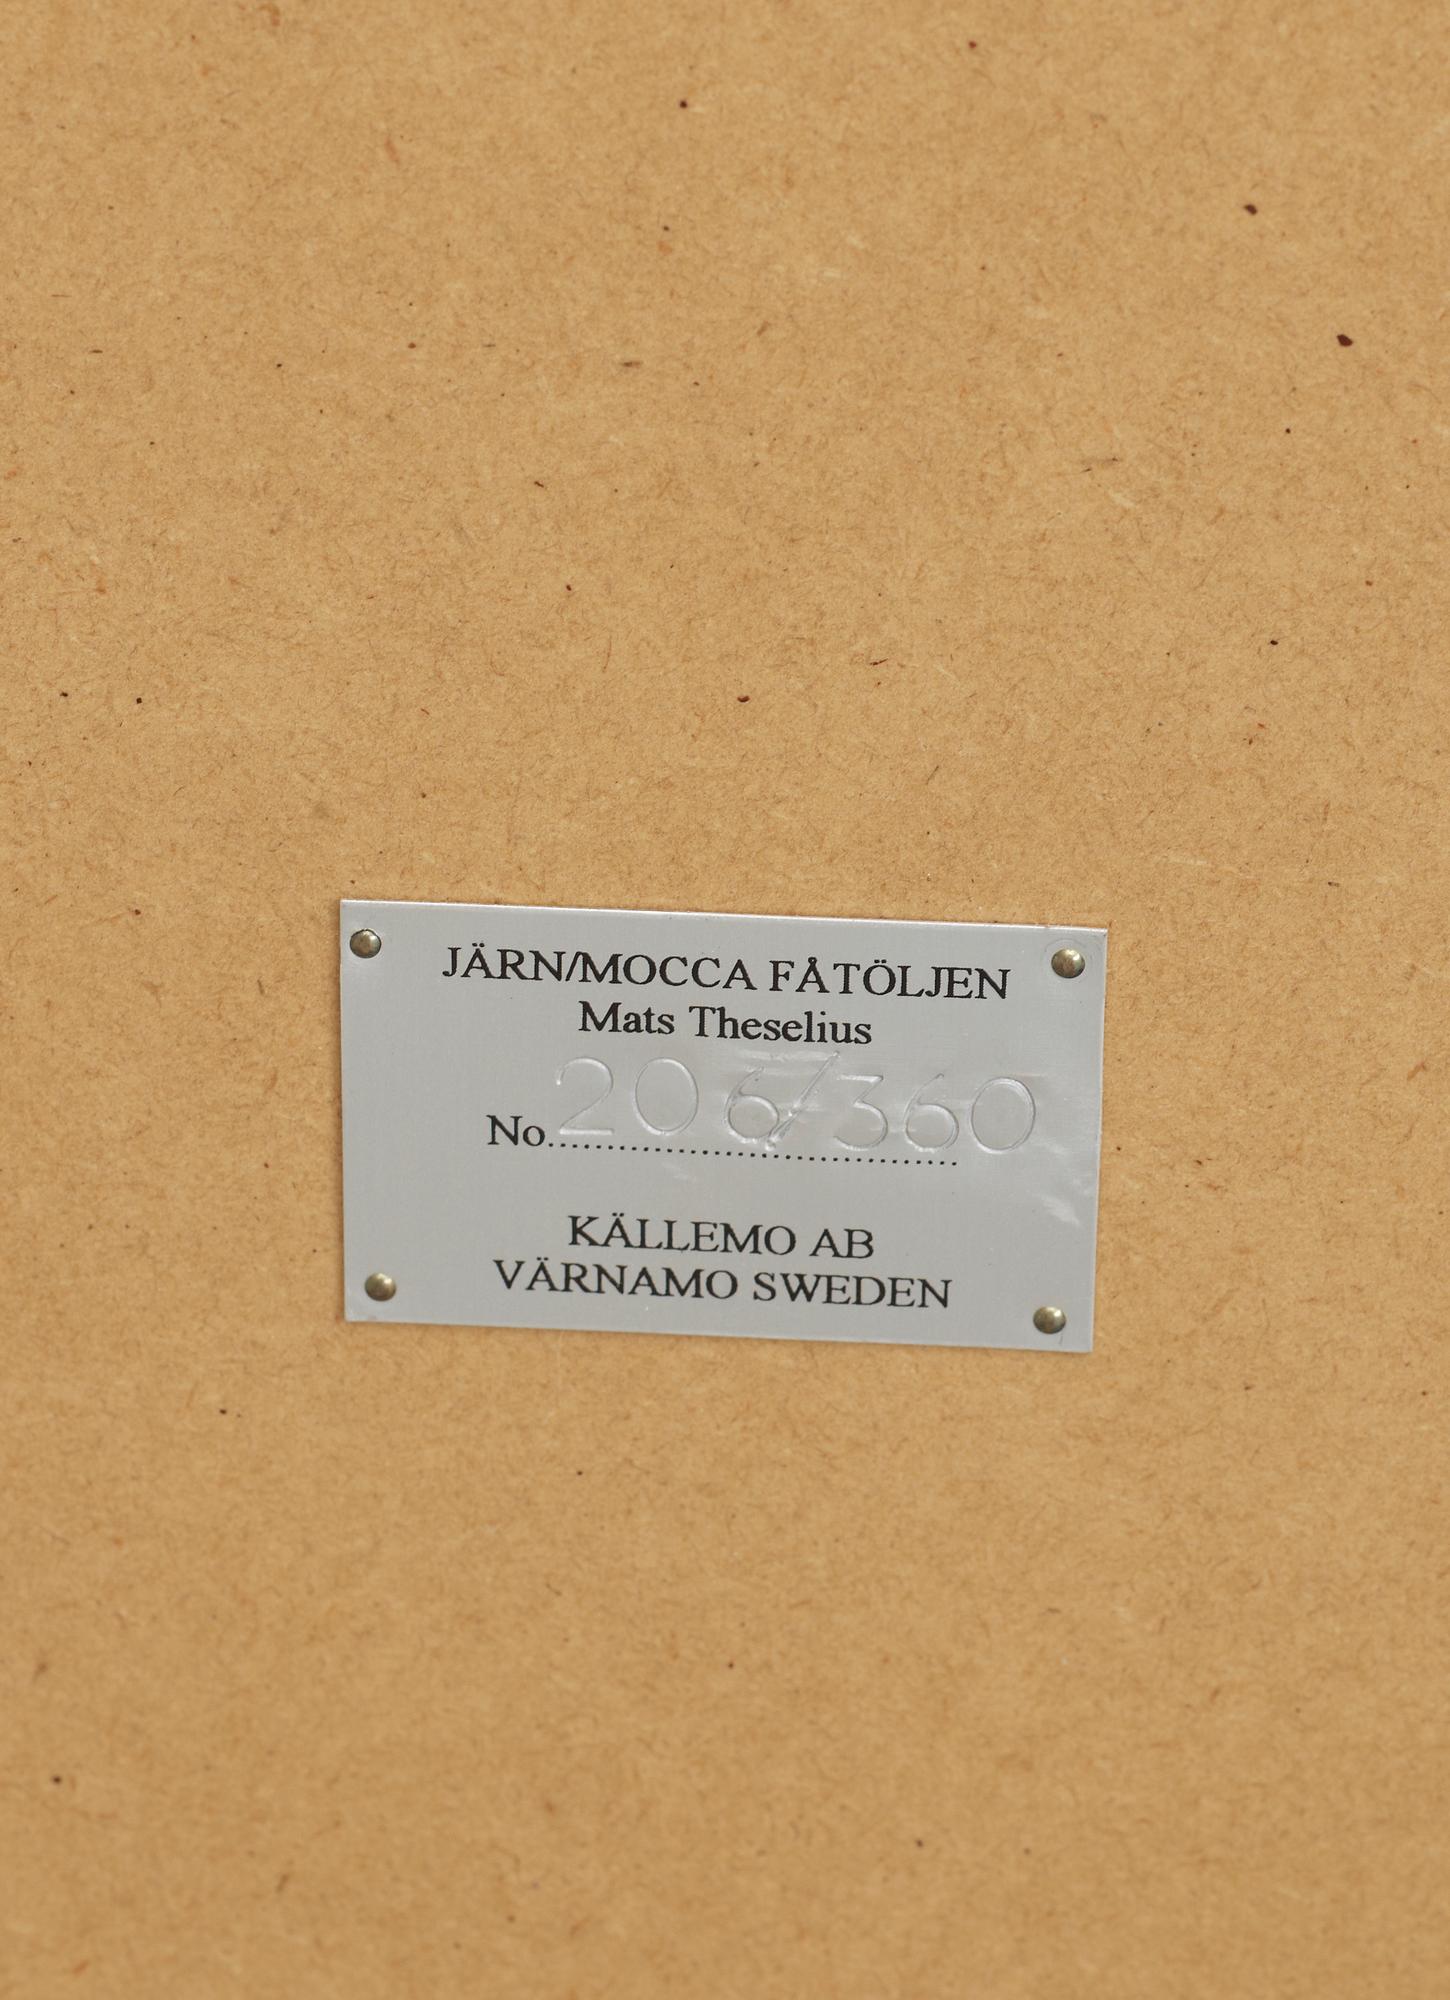 JÄRN/MOCCA FÅTÖLJEN
Mats Theselius
No. 206/360
KÄLLEMO AB
VÄRNAMO SWEDEN